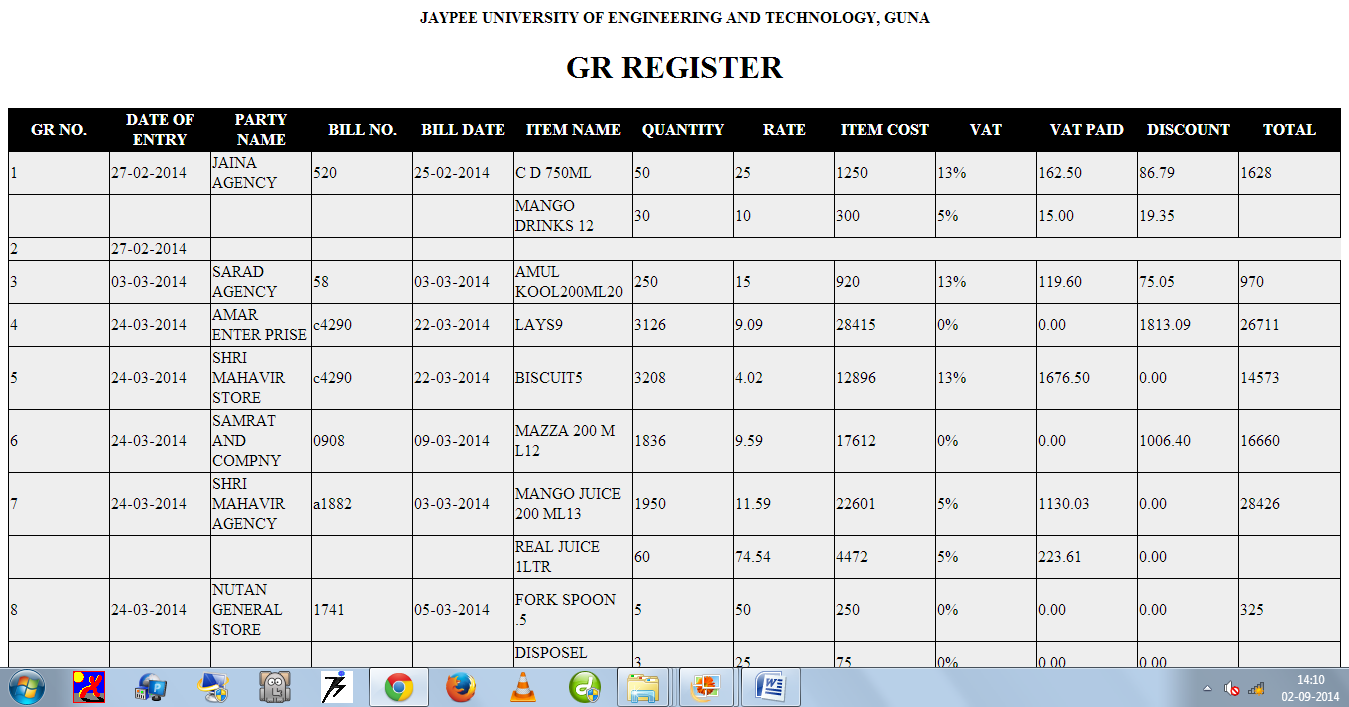 JAYPEE UNIVERSITY OF ENGINEERING AND TECHNOLOGY, GUNA
GR REGISTER
GR NO. DATE OF ENTRY PARTY NAME BILL NO. BILL DATE ITEM NAME QUANTITY RATE ITEM COST VAT VAT PAID DISCOUNT TOTAL
1 27-02-2014 JAINA AGENCY 520 25-02-2014 C D 750ML 50 25 1250 13% 162.50 86.79 1628
MANGO DRINKS 12 30 10 300 5% 15.00 19.35
2 27-02-2014
3 03-03-2014 SARAD AGENCY 58 03-03-2014 AMUL KOOL200ML20 250 15 920 13% 119.60 75.05 970
4 24-03-2014 AMAR ENTER PRISE c4290 22-03-2014 LAYS9 3126 9.09 28415 0% 0.00 1813.09 26711
5 24-03-2014 SHRI MAHAVIR STORE c4290 22-03-2014 BISCUIT5 3208 4.02 12896 13% 1676.50 0.00 14573
6 24-03-2014 SAMRAT AND COMPNY 0908 09-03-2014 MAZZA 200 M L12 1836 9.59 17612 0% 0.00 1006.40 16660
7 24-03-2014 SHRI MAHAVIR AGENCY a1882 03-03-2014 MANGO JUICE 200 ML13 1950 11.59 22601 5% 1130.03 0.00 28426
REAL JUICE 1LTR 60 74.54 4472 5% 223.61 0.00
8 24-03-2014 NUTAN GENERAL STORE 1741 05-03-2014 FORK SPOON .5 5 50 250 0% 0.00 0.00 325
DISPOSEL 3 25 75 0% 0.00 0.00
14:10
02-09-2014